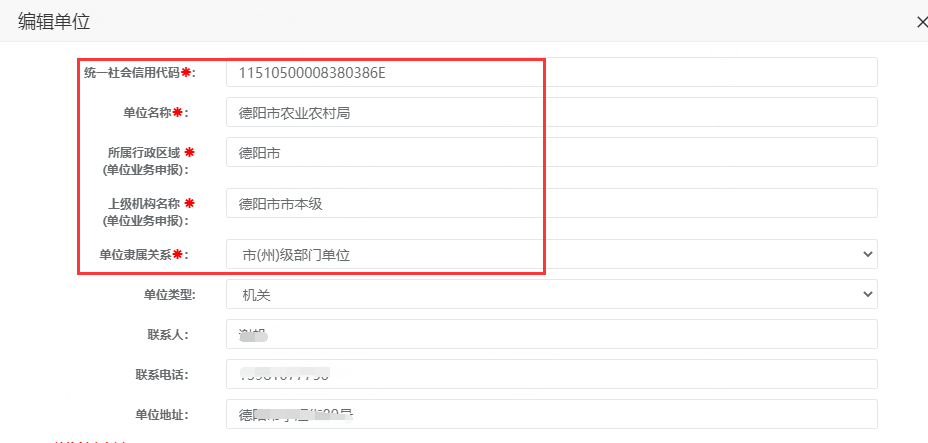 编辑单位
统一社会信用代码*: 11510500008380386E
单位名称*: 德阳市农业农村局
所属行政区域 * 德阳市
(单位业务申报):
上级机构名称 * 德阳市市本级
(单位业务申报):
单位隶属关系*: 市(州)级部门单位
单位类型: 机关
联系人:
联系电话:
单位地址: 德